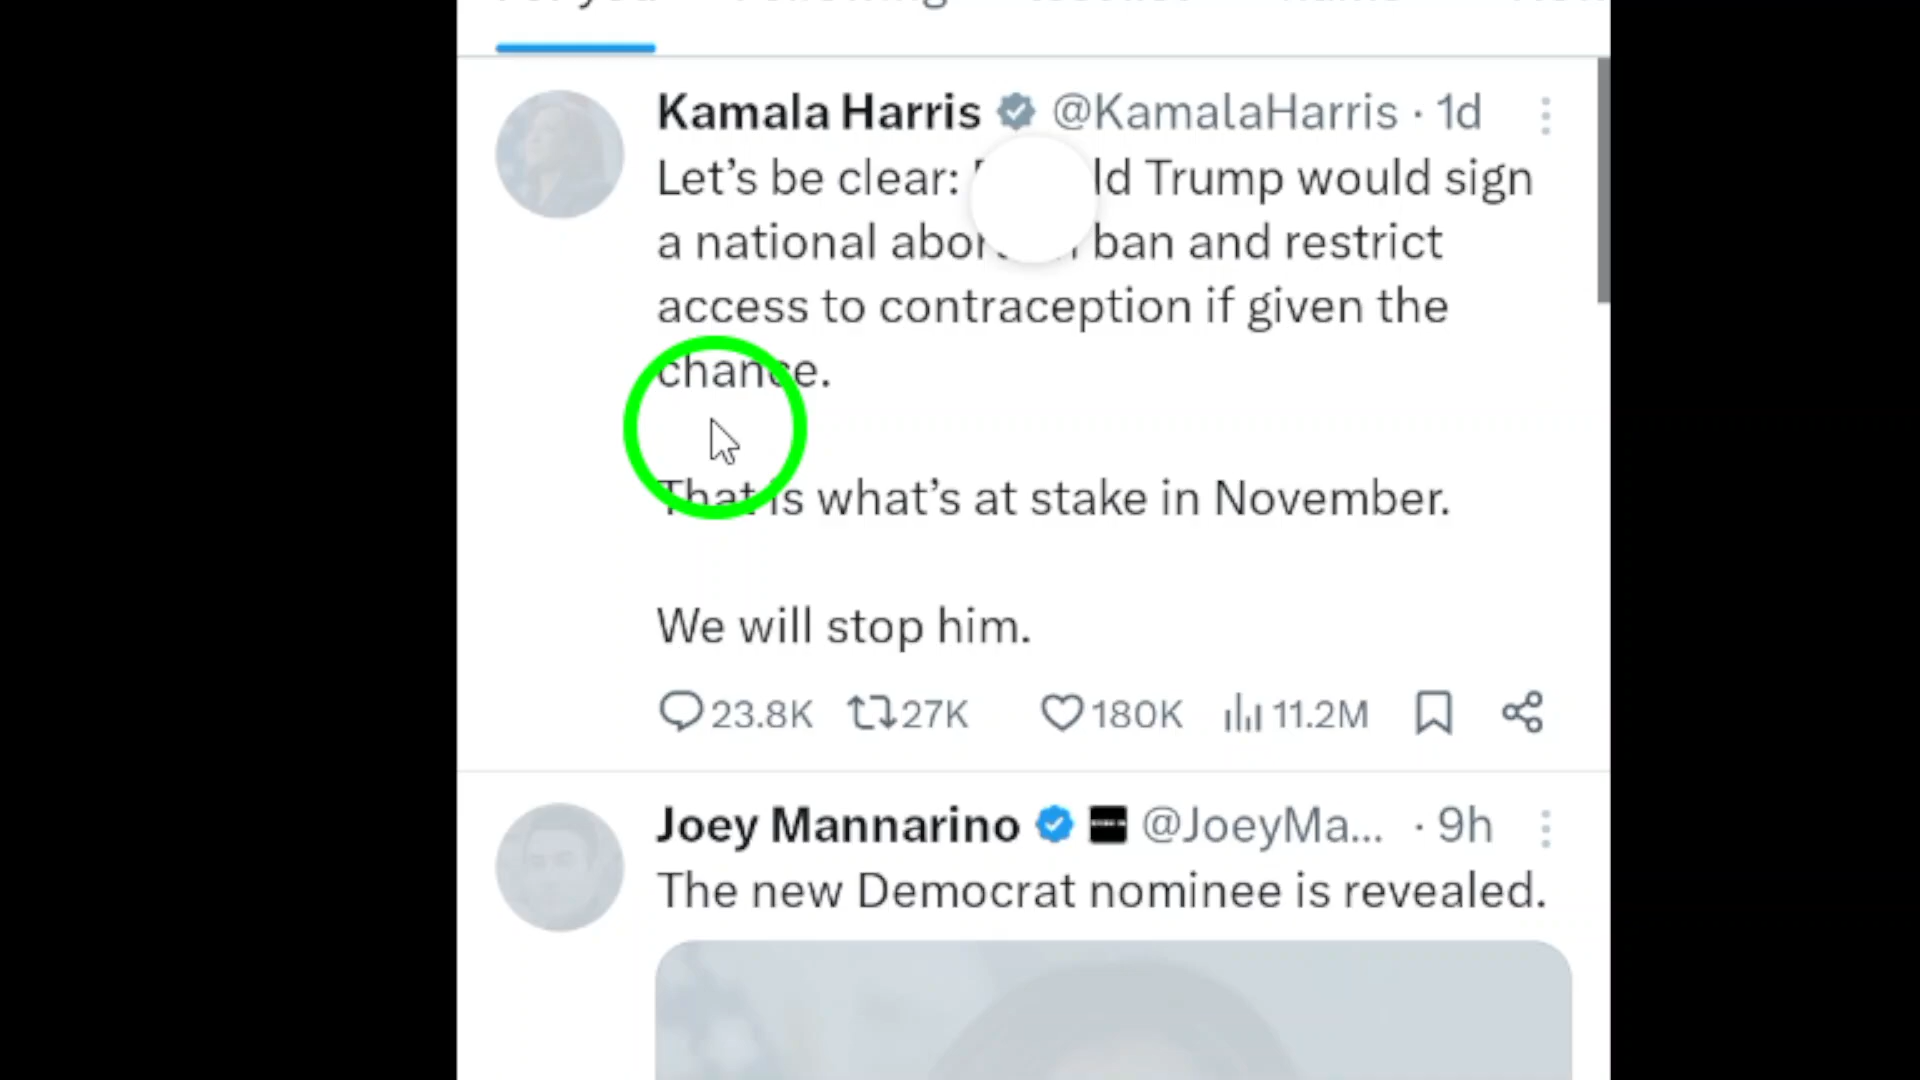 Kamala Harris @KamalaHarris · 1d
Let’s be clear: Trump would sign
a national ban and restrict
access to contraception if given the
chance.
That is what’s at stake in November.
We will stop him.
23.8K 27K 180K 11.2M
Joey Mannarino @JoeyMa... · 9h
The new Democrat nominee is revealed.